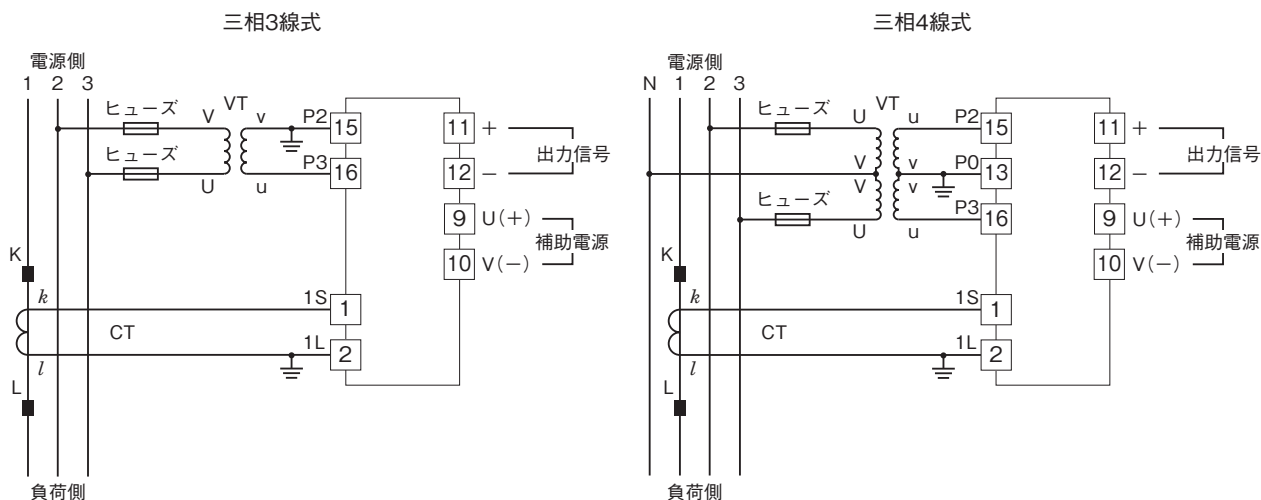 三相3線式
電源側
1 2 3
ヒューズ V VT v P2 15 11 +
出力信号
ヒューズ U u P3 16 12 −
9 U(+)
補助電源
10 V(−)
K
k 1S 1
CT
l 1L 2
L
負荷側
三相4線式
電源側
N 1 2 3
ヒューズ U VT u P2 15 11 +
出力信号
V v P0 13 12 −
V v
ヒューズ U u P3 16 9 U(+)
補助電源
10 V(−)
K
k 1S 1
CT
l 1L 2
L
負荷側